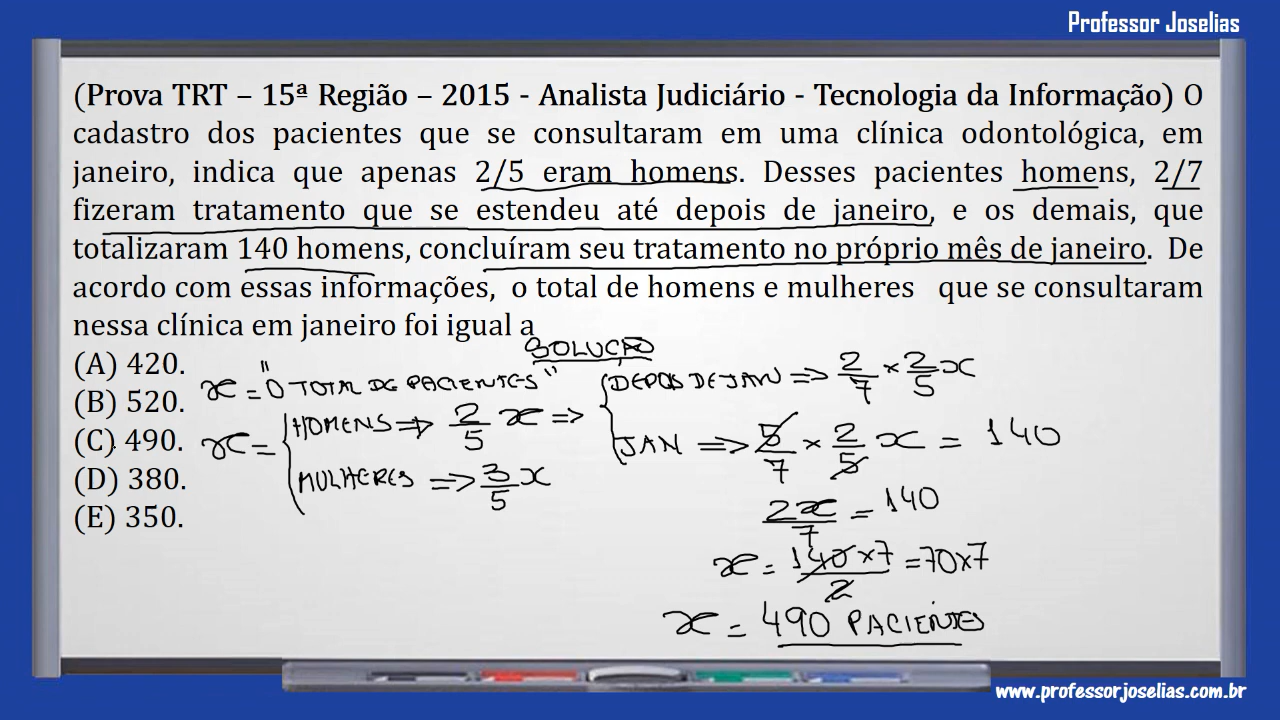 Professor Joselias
(Prova TRT – 15ª Região – 2015 - Analista Judiciário - Tecnologia da Informação) O
cadastro dos pacientes que se consultaram em uma clínica odontológica, em
janeiro, indica que apenas 2/5 eram homens. Desses pacientes homens, 2/7
fizeram tratamento que se estendeu até depois de janeiro, e os demais, que
totalizaram 140 homens, concluíram seu tratamento no próprio mês de janeiro. De
acordo com essas informações, o total de homens e mulheres que se consultaram
nessa clínica em janeiro foi igual a
SOLUÇÃO
(A) 420.
(B) 520.
(C) 490.
(D) 380.
(E) 350.
x = "O TOTAL DE PACIENTES"
x = { HOMENS => 2/5 x =>
MULHERES => 3/5 x
{ DEPOIS DE JAN => 2/7 × 2/5 x
JAN => 5/7 × 2/5 x = 140
2x/7 = 140
x = 140 × 7/2 = 70 × 7
x = 490 PACIENTES
www.professorjoselias.com.br